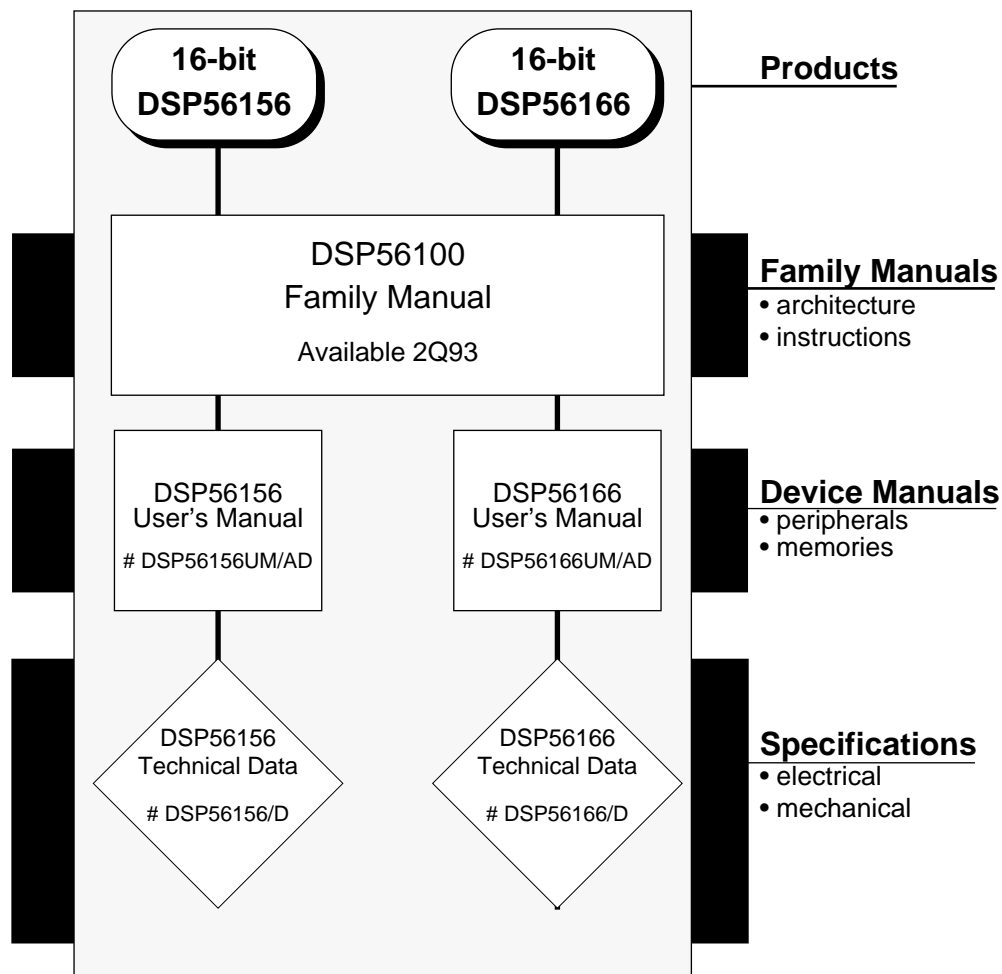 16-bit
DSP56156
16-bit
DSP56166
Products
DSP56100
Family Manual
Available 2Q93
Family Manuals
• architecture
• instructions
DSP56156
User's Manual
# DSP56156UM/AD
DSP56166
User's Manual
# DSP56166UM/AD
Device Manuals
• peripherals
• memories
DSP56156
Technical Data
# DSP56156/D
DSP56166
Technical Data
# DSP56166/D
Specifications
• electrical
• mechanical